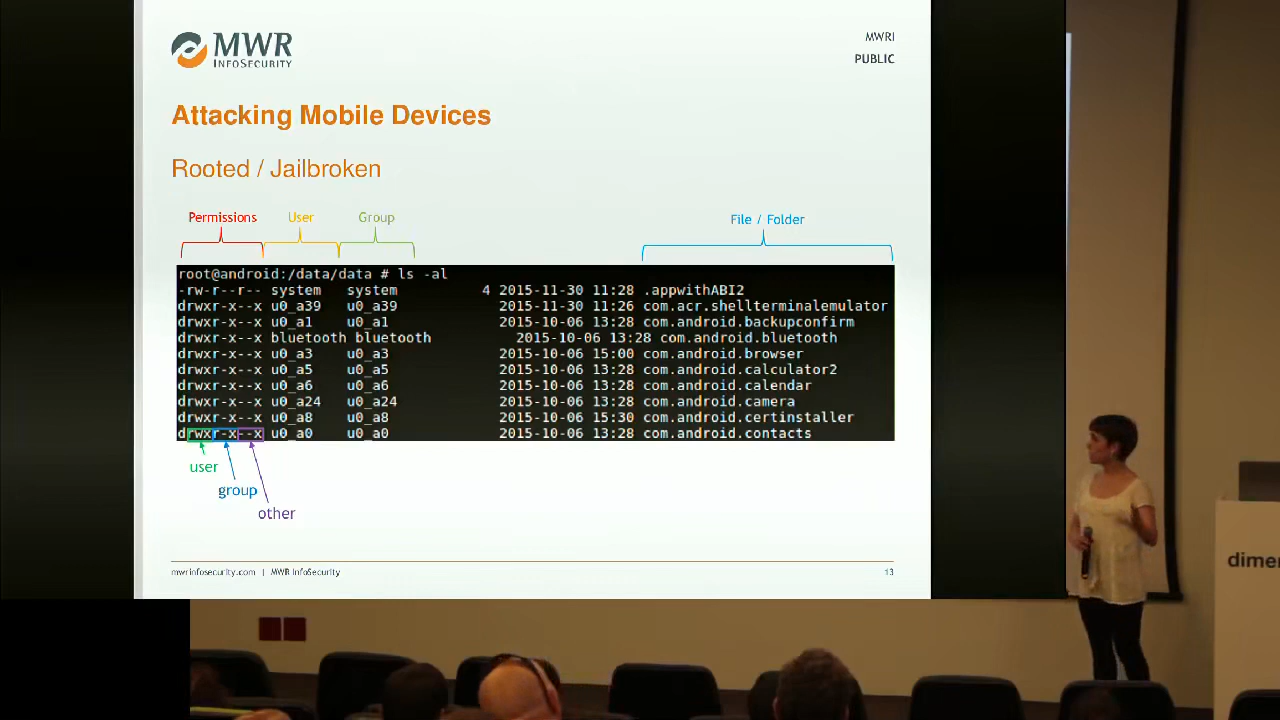 MWR
INFOSECURITY
MWRI
PUBLIC
Attacking Mobile Devices
Rooted / Jailbroken
Permissions User Group File / Folder
root@android:/data/data # ls -al
-rw-r--r-- system system 4 2015-11-30 11:28 .appwithABI2
drwxr-x--x u0_a39 u0_a39 2015-11-30 11:26 com.acr.shellterminalemulator
drwxr-x--x u0_a1 u0_a1 2015-10-06 13:28 com.android.backupconfirm
drwxr-x--x bluetooth bluetooth 2015-10-06 13:28 com.android.bluetooth
drwxr-x--x u0_a3 u0_a3 2015-10-06 15:00 com.android.browser
drwxr-x--x u0_a5 u0_a5 2015-10-06 13:28 com.android.calculator2
drwxr-x--x u0_a6 u0_a6 2015-10-06 13:28 com.android.calendar
drwxr-x--x u0_a24 u0_a24 2015-10-06 13:28 com.android.camera
drwxr-x--x u0_a8 u0_a8 2015-10-06 15:30 com.android.certinstaller
drwxr-x--x u0_a0 u0_a0 2015-10-06 13:28 com.android.contacts
user
group
other
mwrinfosecurity.com | MWR InfoSecurity 13
dimen